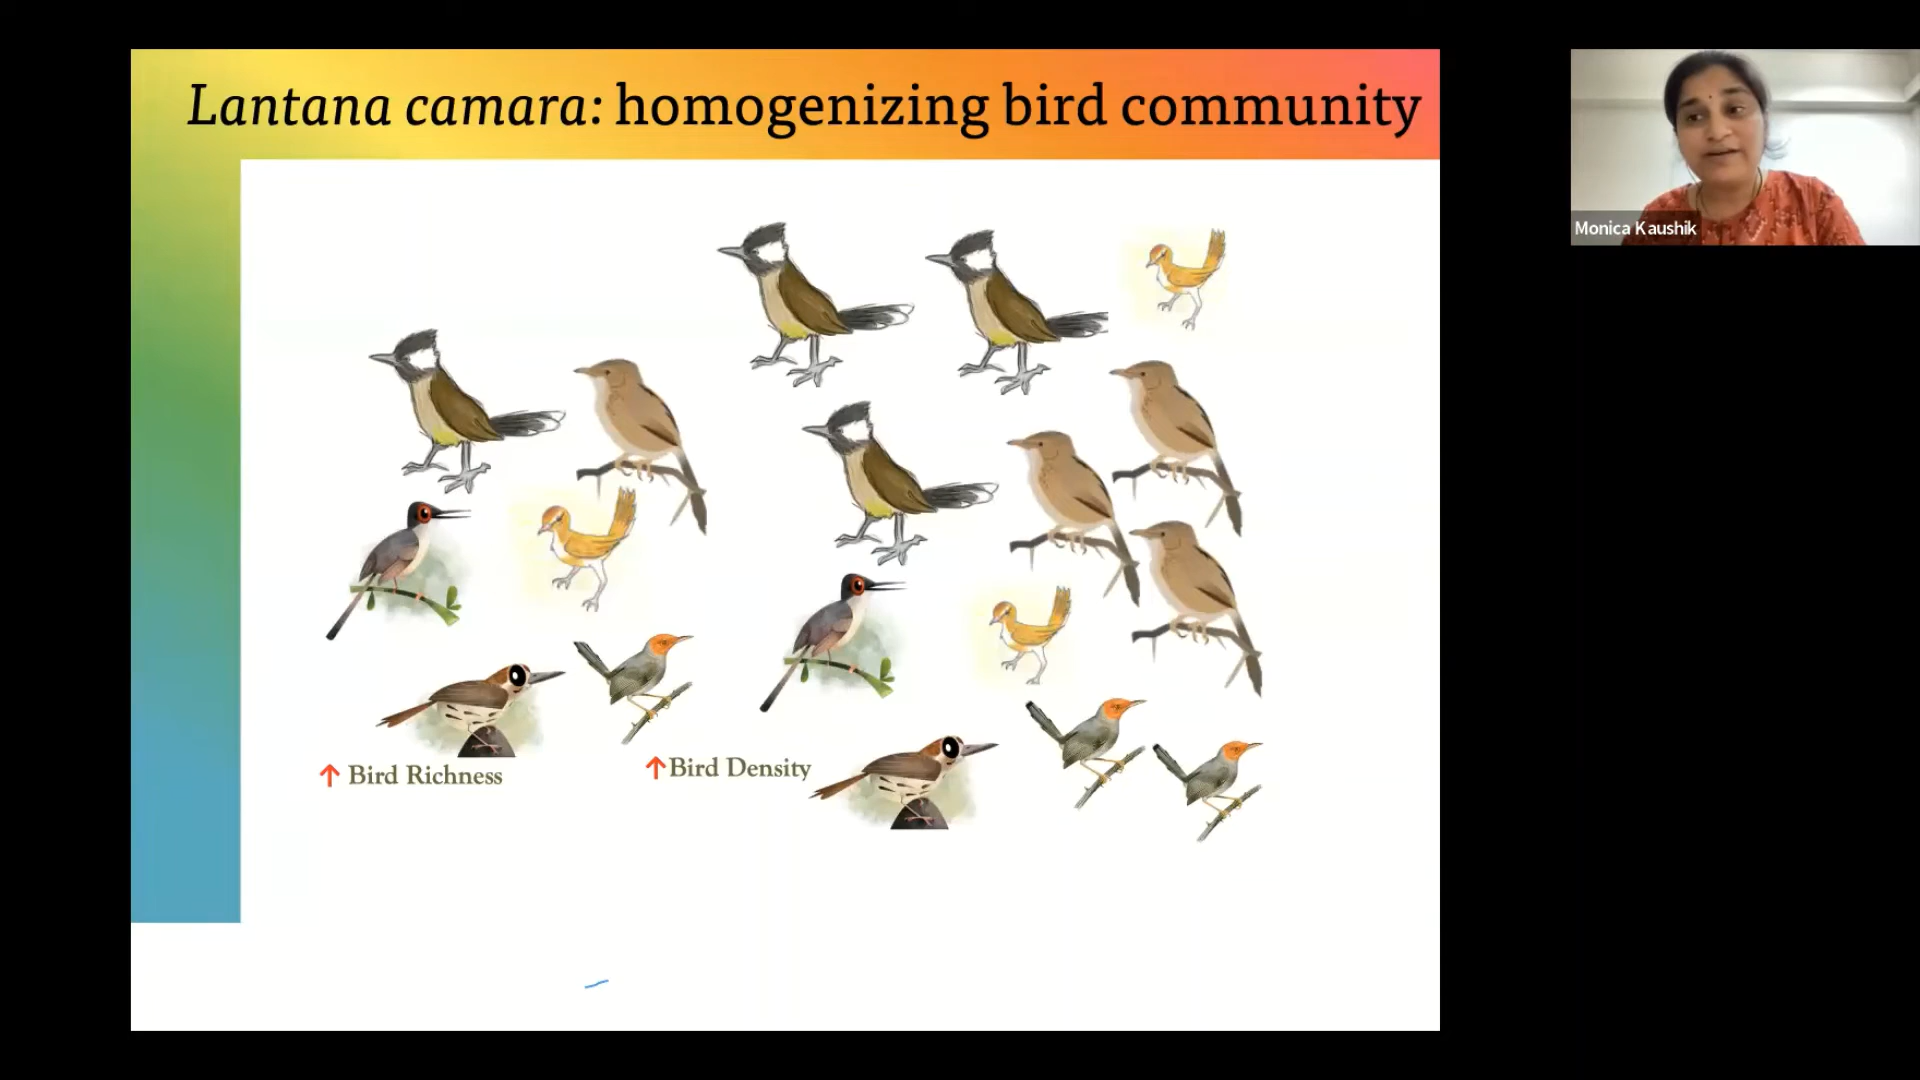 Lantana camara: homogenizing bird community
Monica Kaushik
↑ Bird Richness
↑Bird Density